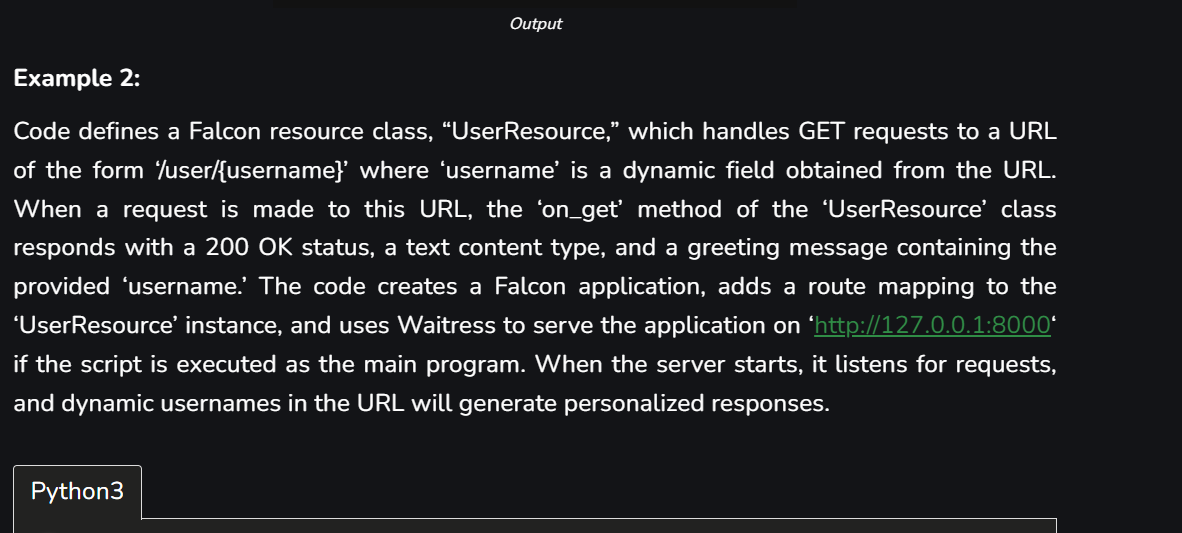 Output
Example 2:
Code defines a Falcon resource class, “UserResource,” which handles GET requests to a URL
of the form ‘/user/{username}’ where ‘username’ is a dynamic field obtained from the URL.
When a request is made to this URL, the ‘on_get’ method of the ‘UserResource’ class
responds with a 200 OK status, a text content type, and a greeting message containing the
provided ‘username.’ The code creates a Falcon application, adds a route mapping to the
‘UserResource’ instance, and uses Waitress to serve the application on ‘http://127.0.0.1:8000‘
if the script is executed as the main program. When the server starts, it listens for requests,
and dynamic usernames in the URL will generate personalized responses.
Python3